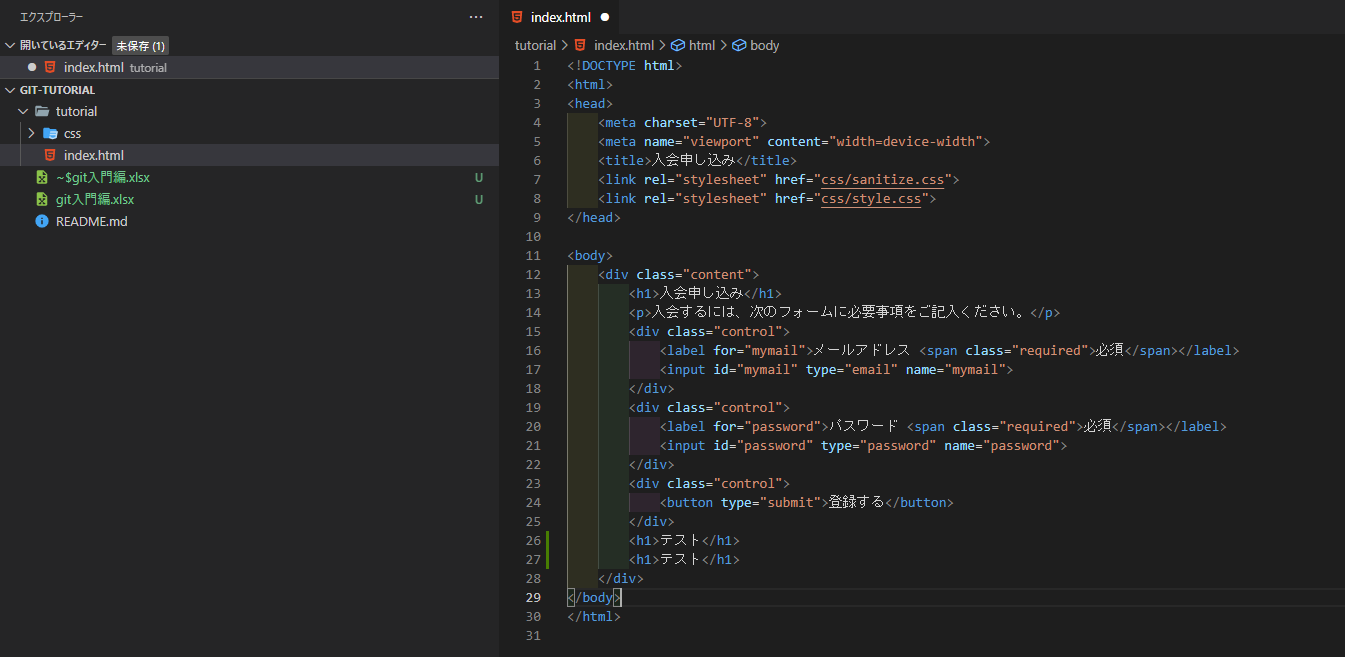 エクスプローラー
開いているエディター 未保存 (1)
index.html tutorial
GIT-TUTORIAL
tutorial
css
index.html
~$git入門編.xlsx U
git入門編.xlsx U
README.md
index.html
tutorial > index.html > html > body
1 <!DOCTYPE html>
2 <html>
3 <head>
4 <meta charset="UTF-8">
5 <meta name="viewport" content="width=device-width">
6 <title>入会申し込み</title>
7 <link rel="stylesheet" href="css/sanitize.css">
8 <link rel="stylesheet" href="css/style.css">
9 </head>
10
11 <body>
12 <div class="content">
13 <h1>入会申し込み</h1>
14 <p>入会するには、次のフォームに必要事項をご記入ください。</p>
15 <div class="control">
16 <label for="mymail">メールアドレス <span class="required">必須</span></label>
17 <input id="mymail" type="email" name="mymail">
18 </div>
19 <div class="control">
20 <label for="password">パスワード <span class="required">必須</span></label>
21 <input id="password" type="password" name="password">
22 </div>
23 <div class="control">
24 <button type="submit">登録する</button>
25 </div>
26 <h1>テスト</h1>
27 <h1>テスト</h1>
28 </div>
29 </body>
30 </html>
31